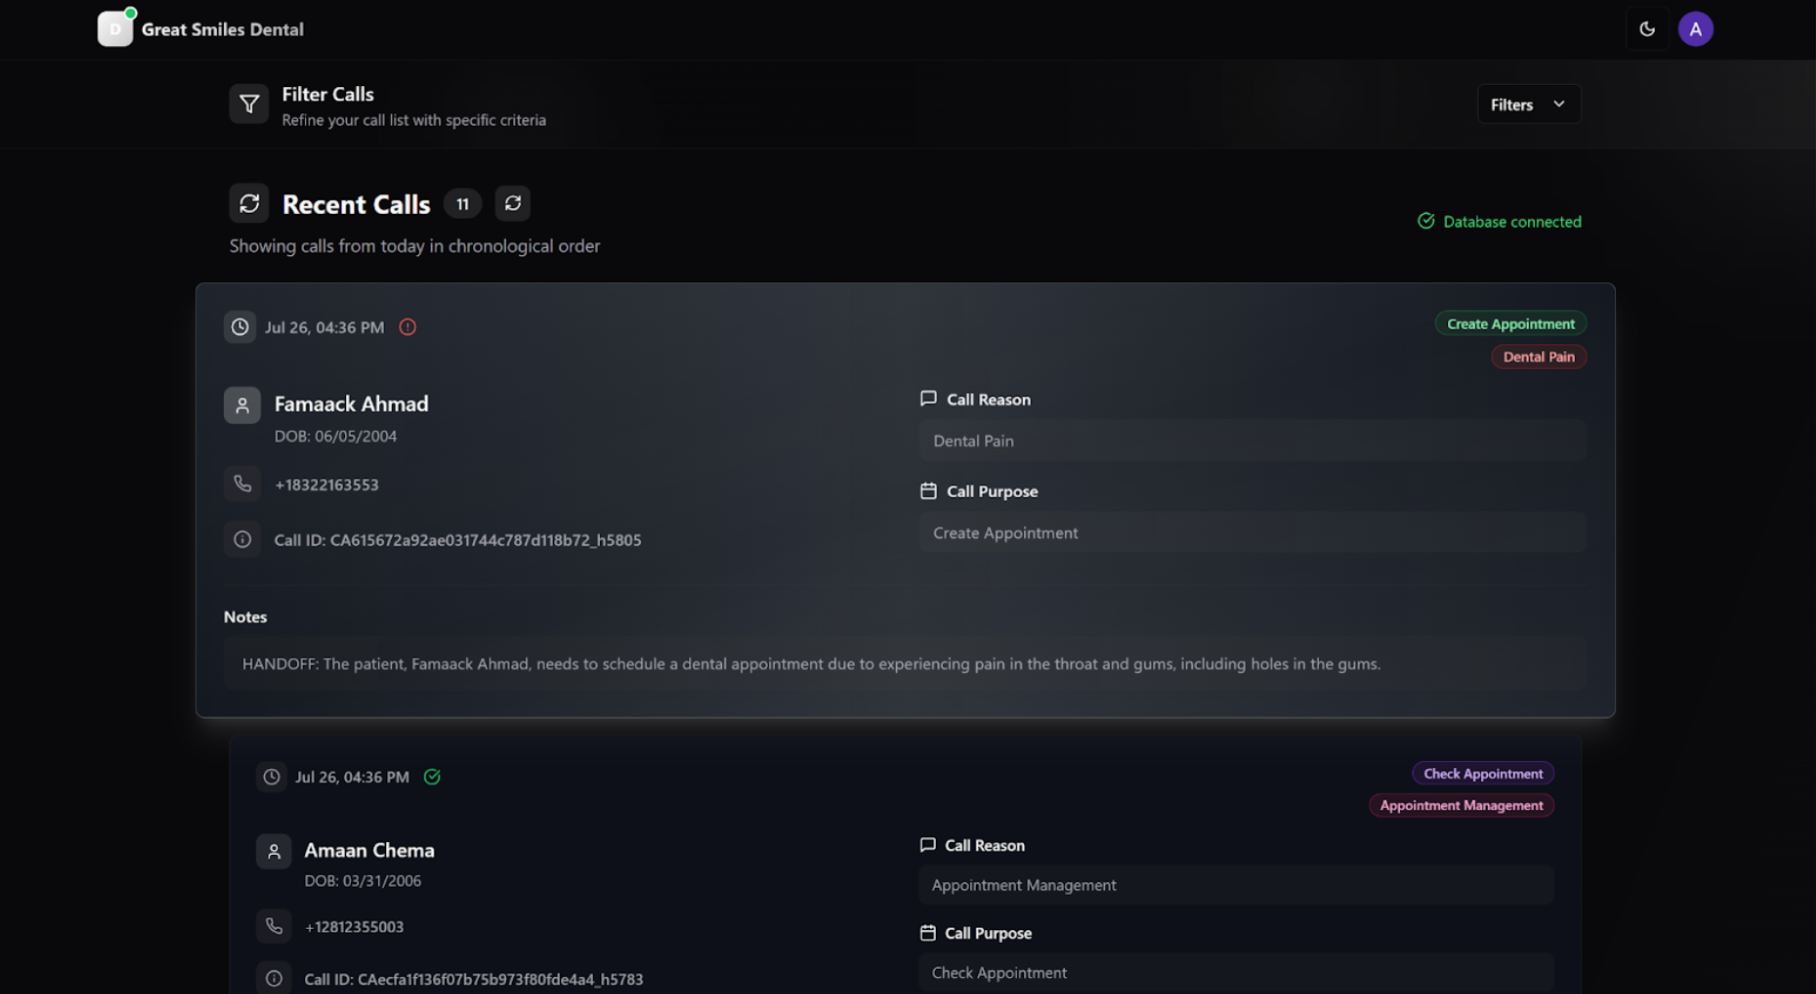 D
Great Smiles Dental
A
Filter Calls
Refine your call list with specific criteria
Filters
Recent Calls 11
Showing calls from today in chronological order
Database connected
Jul 26, 04:36 PM
Create Appointment
Dental Pain
Famaack Ahmad
DOB: 06/05/2004
+18322163553
Call ID: CA615672a92ae031744c787d118b72_h5805
Call Reason
Dental Pain
Call Purpose
Create Appointment
Notes
HANDOFF: The patient, Famaack Ahmad, needs to schedule a dental appointment due to experiencing pain in the throat and gums, including holes in the gums.
Jul 26, 04:36 PM
Check Appointment
Appointment Management
Amaan Chema
DOB: 03/31/2006
+12812355003
Call ID: CAecfa1f136f07b75b973f80fde4a4_h5783
Call Reason
Appointment Management
Call Purpose
Check Appointment